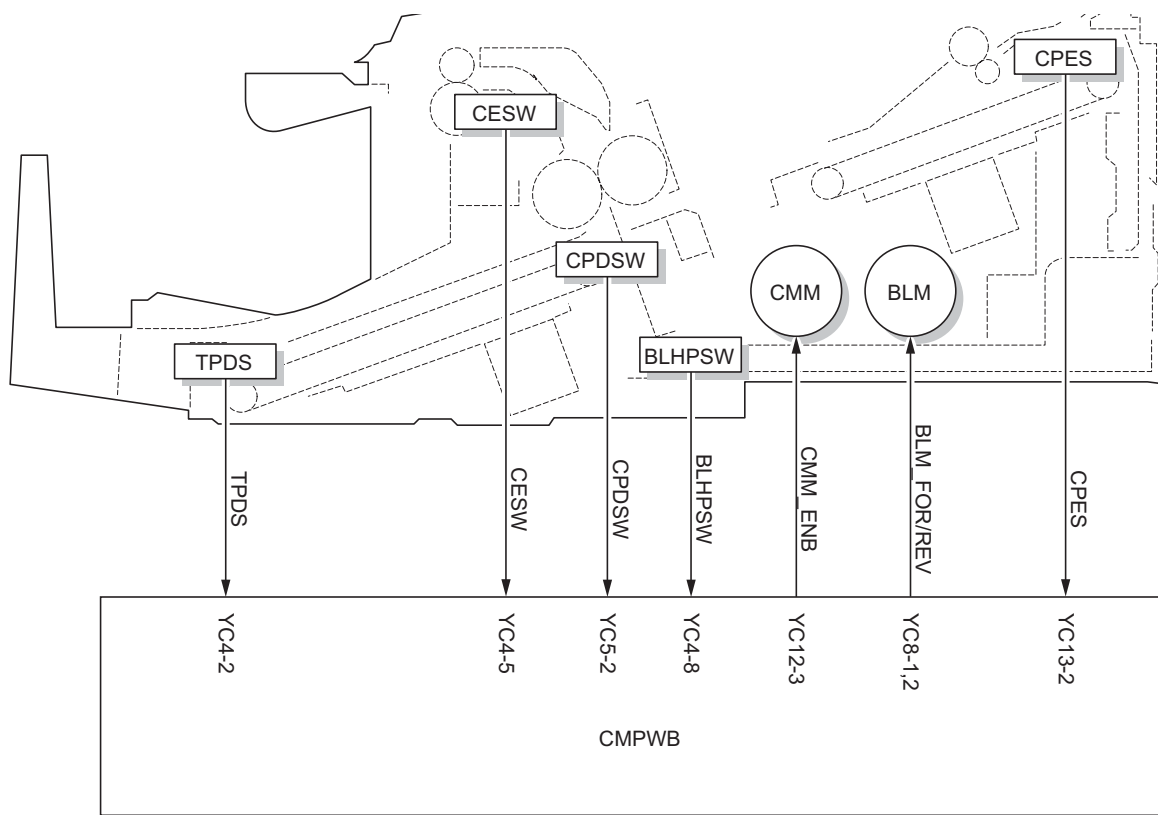 CPES
CESW
CPDSW
CMM
BLM
TPDS
BLHPSW
TPDS
CESW
CPDSW
BLHPSW
CMM_ENB
BLM_FOR/REV
CPES
YC4-2
YC4-5
YC5-2
YC4-8
YC12-3
YC8-1,2
YC13-2
CMPWB